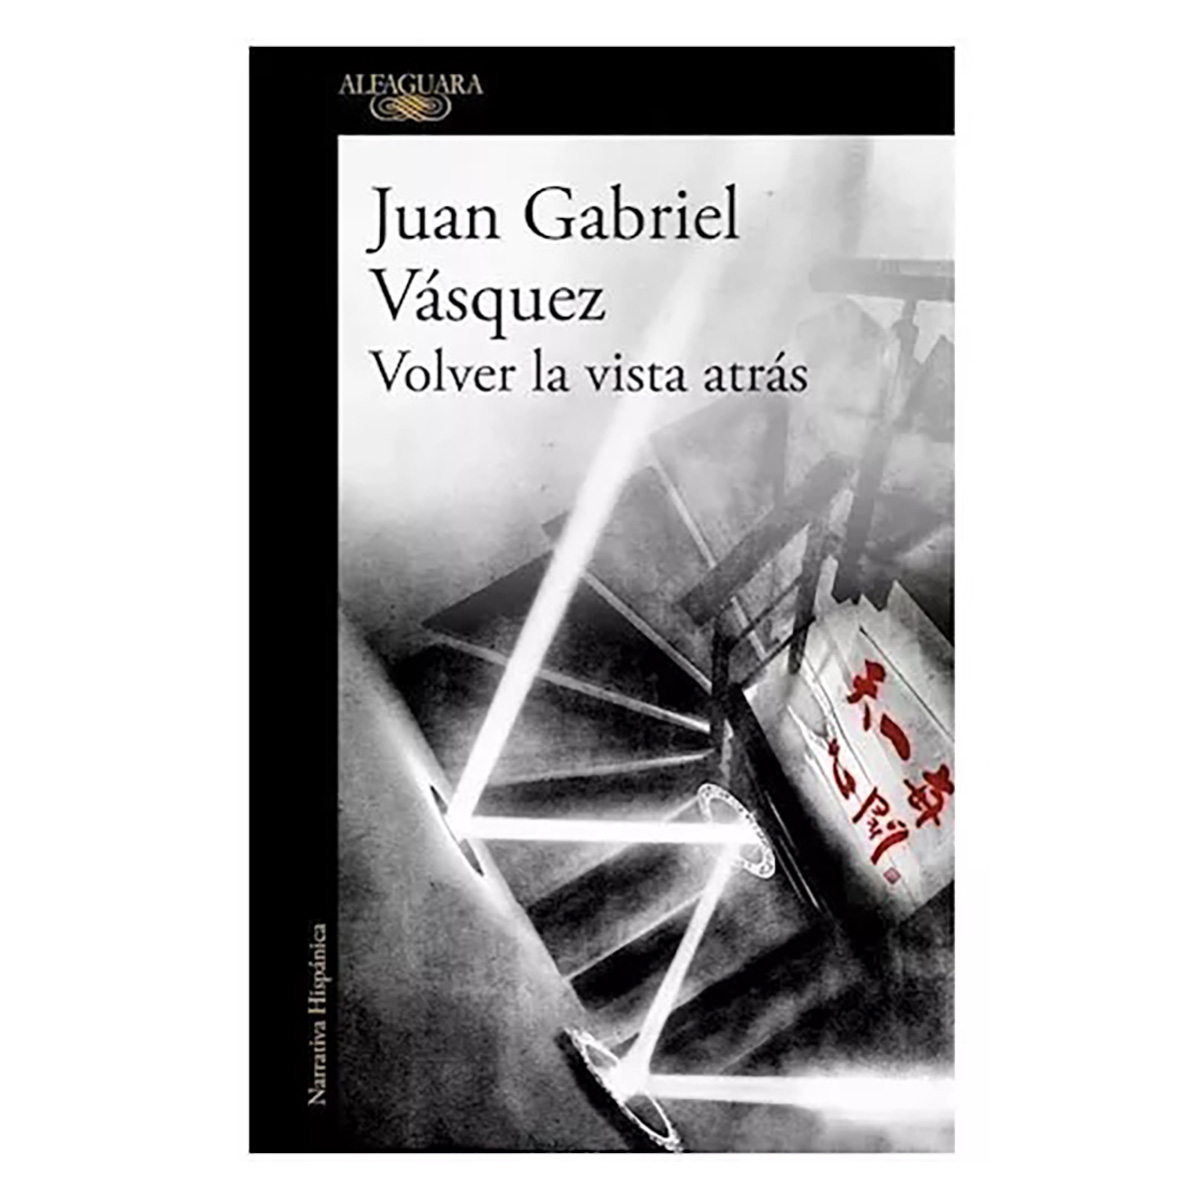 ALFAGUARA
Juan Gabriel
Vásquez
Volver la vista atrás
Narrativa Hispánica